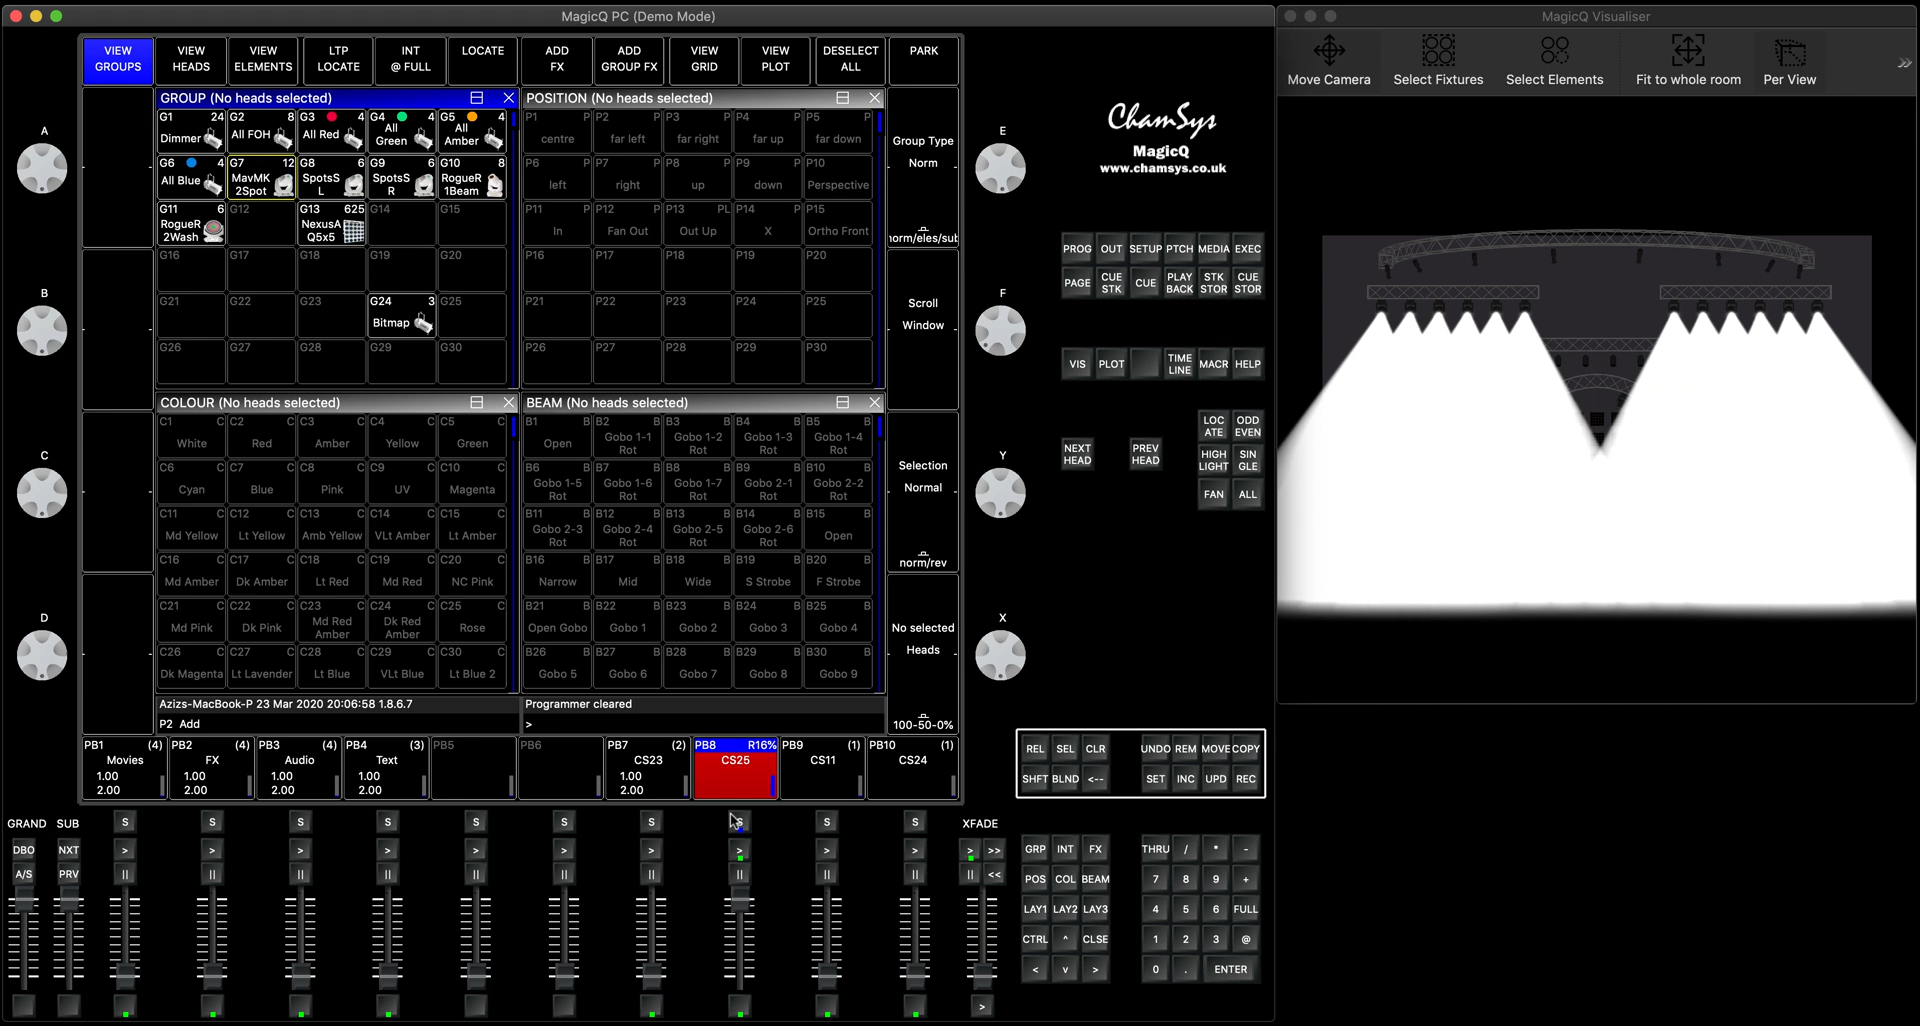 MagicQ PC (Demo Mode)
VIEW GROUPS
VIEW HEADS
VIEW ELEMENTS
LTP LOCATE
INT @ FULL
LOCATE
ADD FX
ADD GROUP FX
VIEW GRID
VIEW PLOT
DESELECT ALL
PARK
GROUP (No heads selected)
G1 24 Dimmer
G2 8 All FOH
G3 4 All Red
G4 4 All Green
G5 4 All Amber
G6 4 All Blue
G7 12 MavMK 2Spot
G8 6 SpotsS L
G9 6 SpotsS R
G10 8 RogueR 1Beam
G11 6 RogueR 2Wash
G12
G13 625 NexusA Q5x5
G14
G15
G16
G17
G18
G19
G20
G21
G22
G23
G24 3 Bitmap
G25
G26
G27
G28
G29
G30
POSITION (No heads selected)
P1 P centre
P2 P far left
P3 P far right
P4 P far up
P5 P far down
P6 P left
P7 P right
P8 P up
P9 P down
P10 P Perspective
P11 P In
P12 P Fan Out
P13 PL Out Up
P14 P X
P15 P Ortho Front
P16
P17
P18
P19
P20
P21
P22
P23
P24
P25
P26
P27
P28
P29
P30
COLOUR (No heads selected)
C1 C White
C2 C Red
C3 C Amber
C4 C Yellow
C5 C Green
C6 C Cyan
C7 C Blue
C8 C Pink
C9 C UV
C10 C Magenta
C11 C Md Yellow
C12 C Lt Yellow
C13 C Amb Yellow
C14 C VLt Amber
C15 C Lt Amber
C16 C Md Amber
C17 C Dk Amber
C18 C Lt Red
C19 C Md Red
C20 C NC Pink
C21 C Md Pink
C22 C Dk Pink
C23 C Md Red Amber
C24 C Dk Red Amber
C25 C Rose
C26 C Dk Magenta
C27 C Lt Lavender
C28 C Lt Blue
C29 C VLt Blue
C30 C Lt Blue 2
BEAM (No heads selected)
B1 B Open
B2 B Gobo 1-1 Rot
B3 B Gobo 1-2 Rot
B4 B Gobo 1-3 Rot
B5 B Gobo 1-4 Rot
B6 B Gobo 1-5 Rot
B7 B Gobo 1-6 Rot
B8 B Gobo 1-7 Rot
B9 B Gobo 2-1 Rot
B10 B Gobo 2-2 Rot
B11 B Gobo 2-3 Rot
B12 B Gobo 2-4 Rot
B13 B Gobo 2-5 Rot
B14 B Gobo 2-6 Rot
B15 B Open
B16 B Narrow
B17 B Mid
B18 B Wide
B19 B S Strobe
B20 B F Strobe
B21 B Open Gobo
B22 B Gobo 1
B23 B Gobo 2
B24 B Gobo 3
B25 B Gobo 4
B26 B Gobo 5
B27 B Gobo 6
B28 B Gobo 7
B29 B Gobo 8
B30 B Gobo 9
Group Type
Norm
norm/eles/sub
Scroll
Window
Selection
Normal
norm/rev
No selected
Heads
100-50-0%
A
B
C
D
E
F
Y
X
Azizs-MacBook-P 23 Mar 2020 20:06:58 1.8.6.7
Programmer cleared
P2 Add
>
PB1 (4) Movies 1.00 2.00
PB2 (4) FX 1.00 2.00
PB3 (4) Audio 1.00 2.00
PB4 (3) Text 1.00 2.00
PB5
PB6
PB7 (2) CS23 1.00 2.00
PB8 R16% CS25
PB9 (1) CS11
PB10 (1) CS24
GRAND SUB
S S S S S S S S S S
XFADE
DBO NXT > > > > > > > > > > > >>
A/S PRV || || || || || || || || || || || <<
>
ChamSys
MagicQ
www.chamsys.co.uk
PROG OUT SETUP PTCH MEDIA EXEC
PAGE CUE STK CUE PLAY BACK STK STOR CUE STOR
VIS PLOT TIME LINE MACR HELP
NEXT HEAD
PREV HEAD
LOC ATE ODD EVEN
HIGH LIGHT SIN GLE
FAN ALL
REL SEL CLR UNDO REM MOVE COPY
SHFT BLND <-- SET INC UPD REC
GRP INT FX THRU / * -
POS COL BEAM 7 8 9 +
LAY1 LAY2 LAY3 4 5 6 FULL
CTRL ^ CLSE 1 2 3 @
< v > 0 . ENTER
MagicQ Visualiser
Move Camera
Select Fixtures
Select Elements
Fit to whole room
Per View